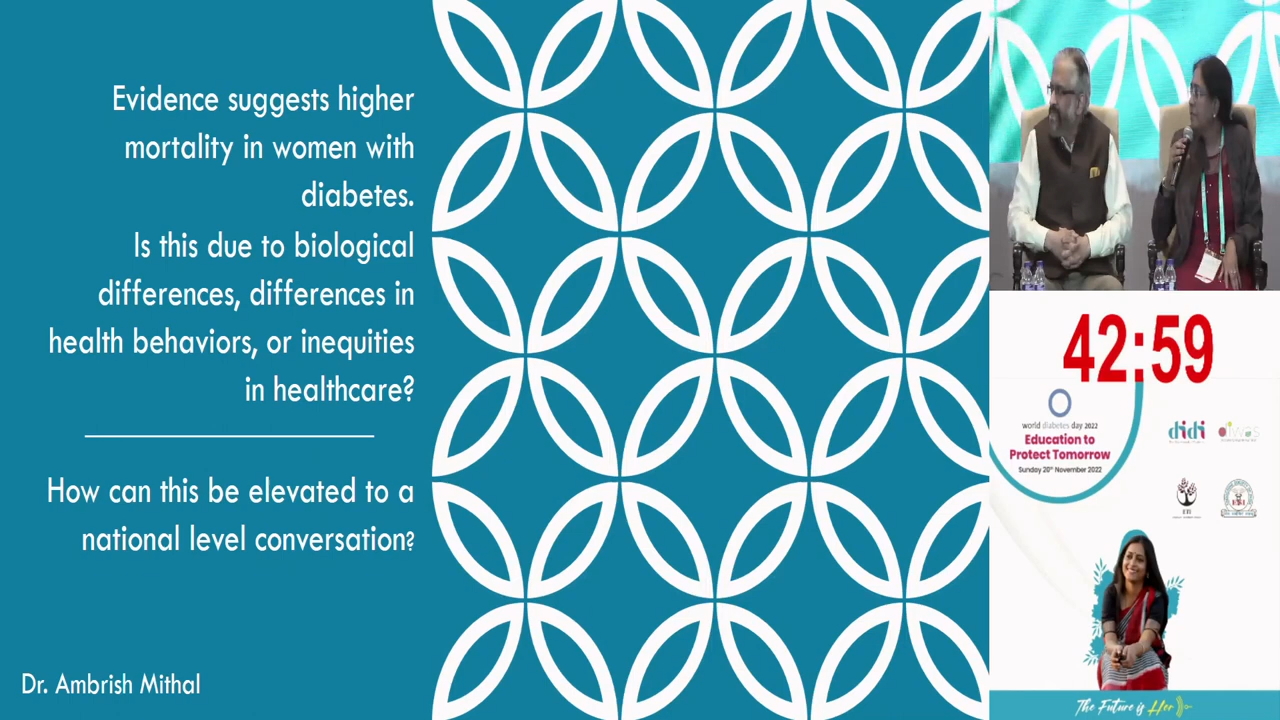 Evidence suggests higher
mortality in women with
diabetes.
Is this due to biological
differences, differences in
health behaviors, or inequities
in healthcare?
How can this be elevated to a
national level conversation?
Dr. Ambrish Mithal
42:59
world diabetes day 2022
Education to
Protect Tomorrow
Sunday 20th November 2022
didi
The Future is Her